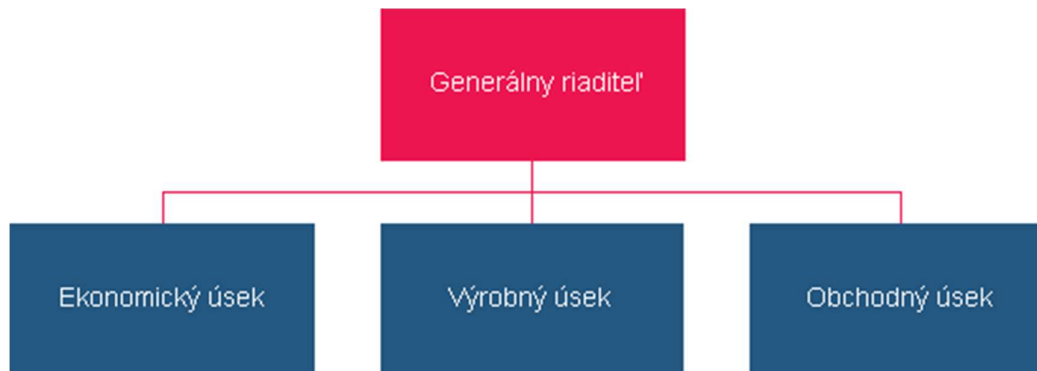 Generálny riaditeľ
Ekonomický úsek
Výrobný úsek
Obchodný úsek